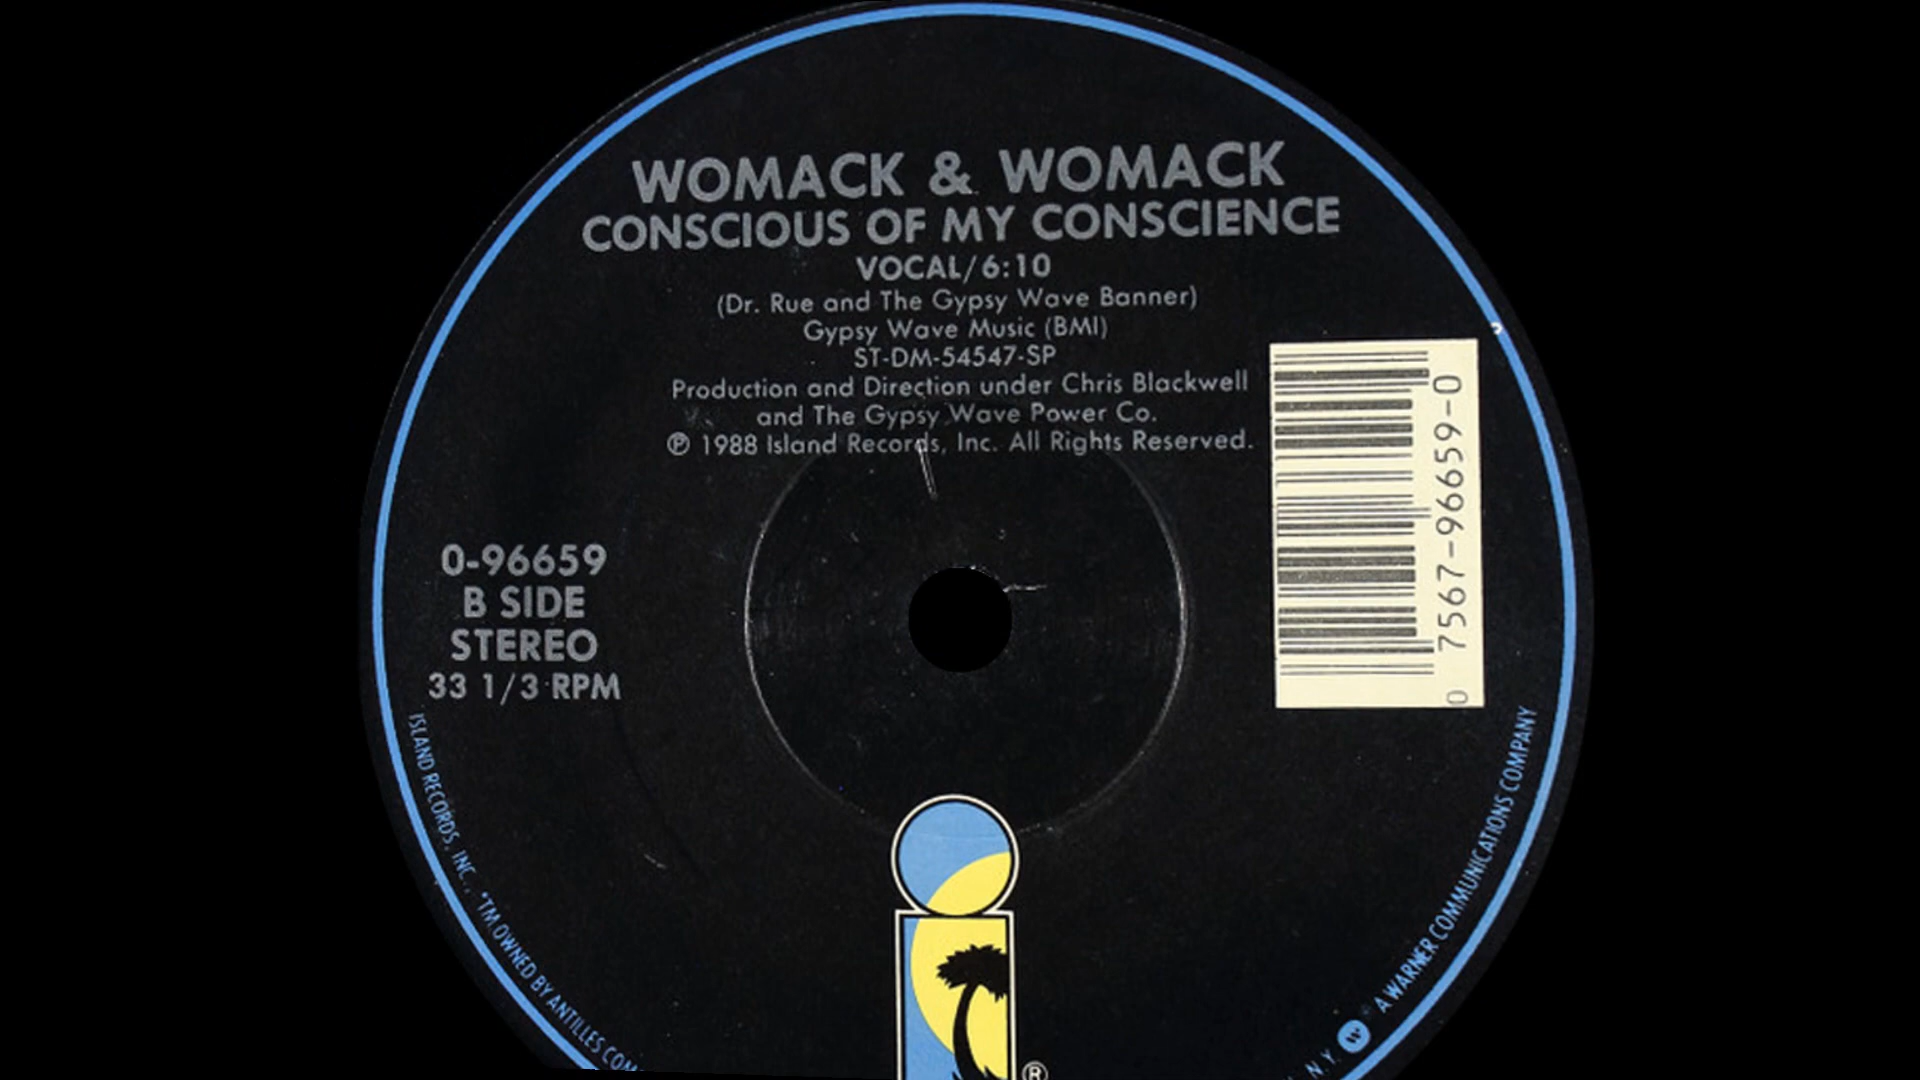 WOMACK & WOMACK
CONSCIOUS OF MY CONSCIENCE
VOCAL/6:10
(Dr. Rue and The Gypsy Wave Banner)
Gypsy Wave Music (BMI)
ST-DM-54547-SP
Production and Direction under Chris Blackwell
and The Gypsy Wave Power Co.
℗ 1988 Island Records, Inc. All Rights Reserved.
0-96659
B SIDE
STEREO
33 1/3 RPM
0 7567-96659-0
ISLAND RECORDS, INC., *TM OWNED BY ANTILLES COM
N.Y. W A WARNER COMMUNICATIONS COMPANY
®